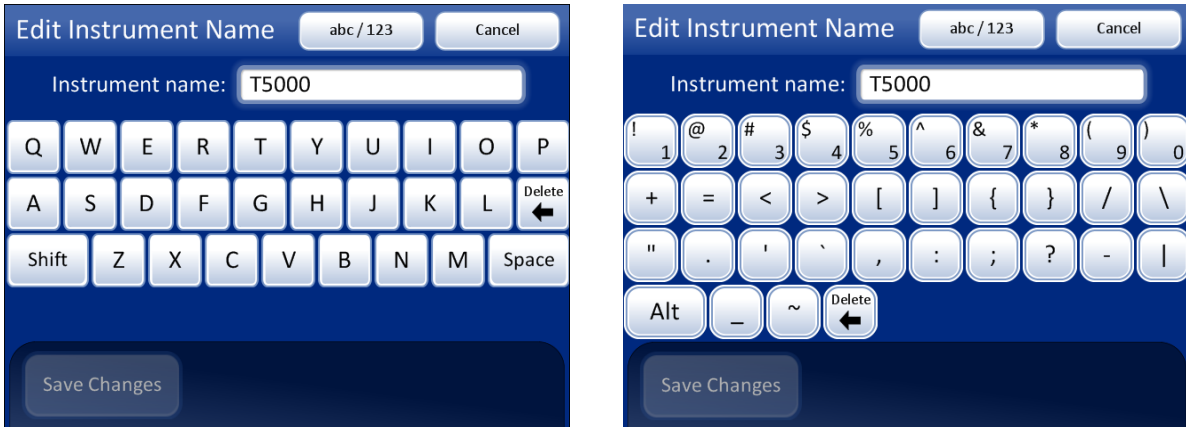 Edit Instrument Name abc / 123 Cancel
Instrument name: T5000
Q W E R T Y U I O P
A S D F G H J K L Delete
Shift Z X C V B N M Space
Save Changes
Edit Instrument Name abc / 123 Cancel
Instrument name: T5000
! 1 @ 2 # 3 $ 4 % 5 ^ 6 & 7 * 8 ( 9 ) 0
+ = < > [ ] { } / \
" . ' ` , : ; ? - |
Alt _ ~ Delete
Save Changes